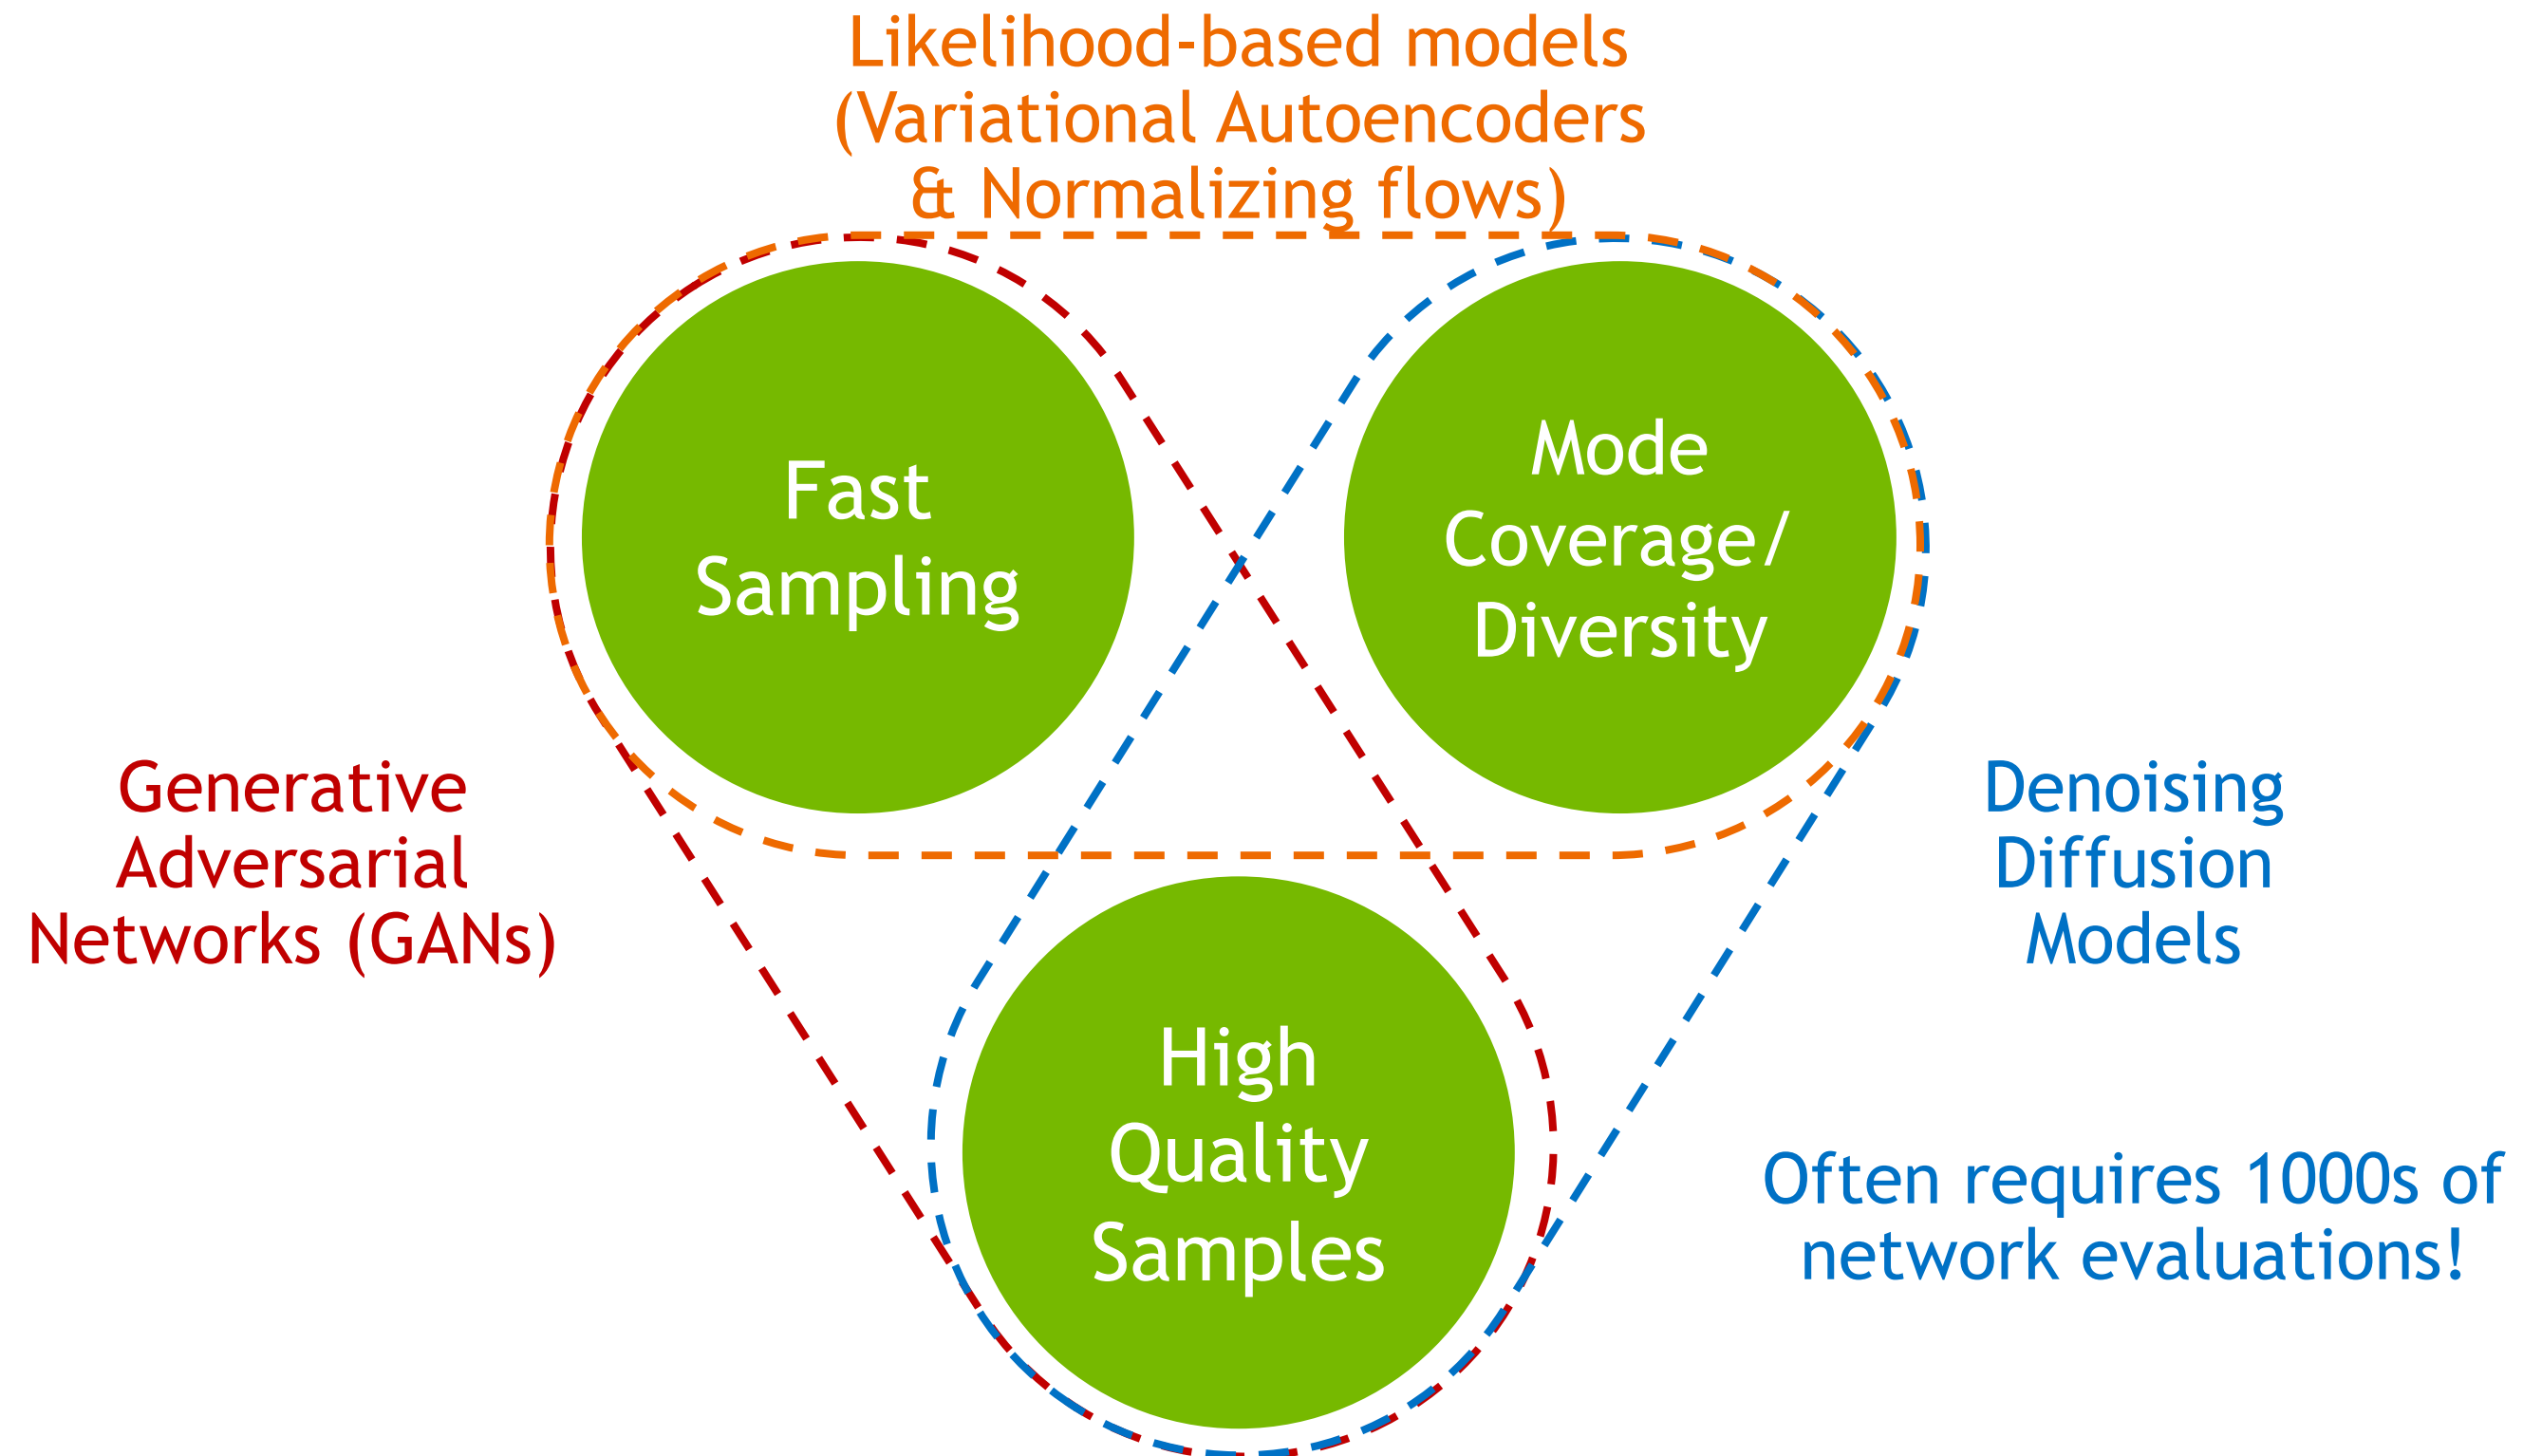 Likelihood-based models
(Variational Autoencoders
& Normalizing flows)
Fast
Sampling
Mode
Coverage/
Diversity
Generative
Adversarial
Networks (GANs)
Denoising
Diffusion
Models
High
Quality
Samples
Often requires 1000s of
network evaluations!